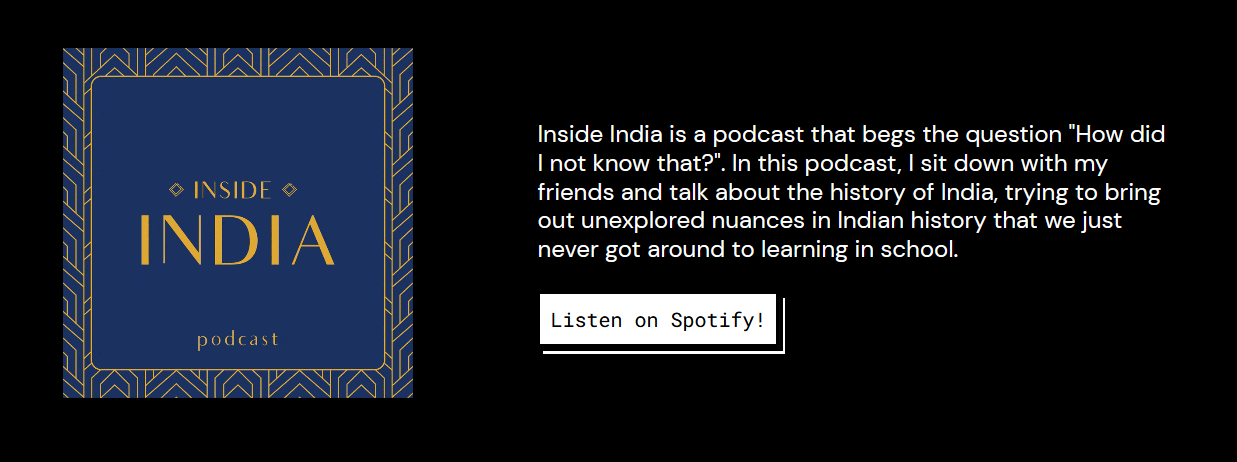 INSIDE
INDIA
podcast
Inside India is a podcast that begs the question "How did
I not know that?". In this podcast, I sit down with my
friends and talk about the history of India, trying to bring
out unexplored nuances in Indian history that we just
never got around to learning in school.
Listen on Spotify!